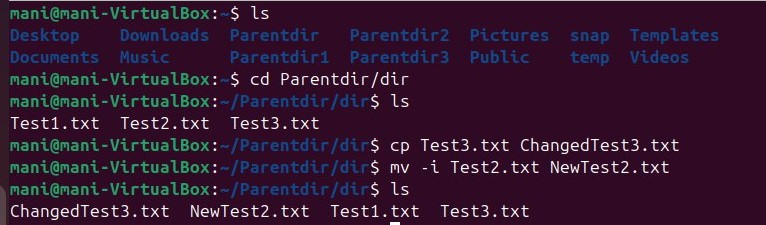 mani@mani-VirtualBox:~$ ls
Desktop    Downloads  Parentdir   Parentdir2  Pictures  snap  Templates
Documents  Music      Parentdir1  Parentdir3  Public    temp  Videos
mani@mani-VirtualBox:~$ cd Parentdir/dir
mani@mani-VirtualBox:~/Parentdir/dir$ ls
Test1.txt  Test2.txt  Test3.txt
mani@mani-VirtualBox:~/Parentdir/dir$ cp Test3.txt ChangedTest3.txt
mani@mani-VirtualBox:~/Parentdir/dir$ mv -i Test2.txt NewTest2.txt
mani@mani-VirtualBox:~/Parentdir/dir$ ls
ChangedTest3.txt  NewTest2.txt  Test1.txt  Test3.txt